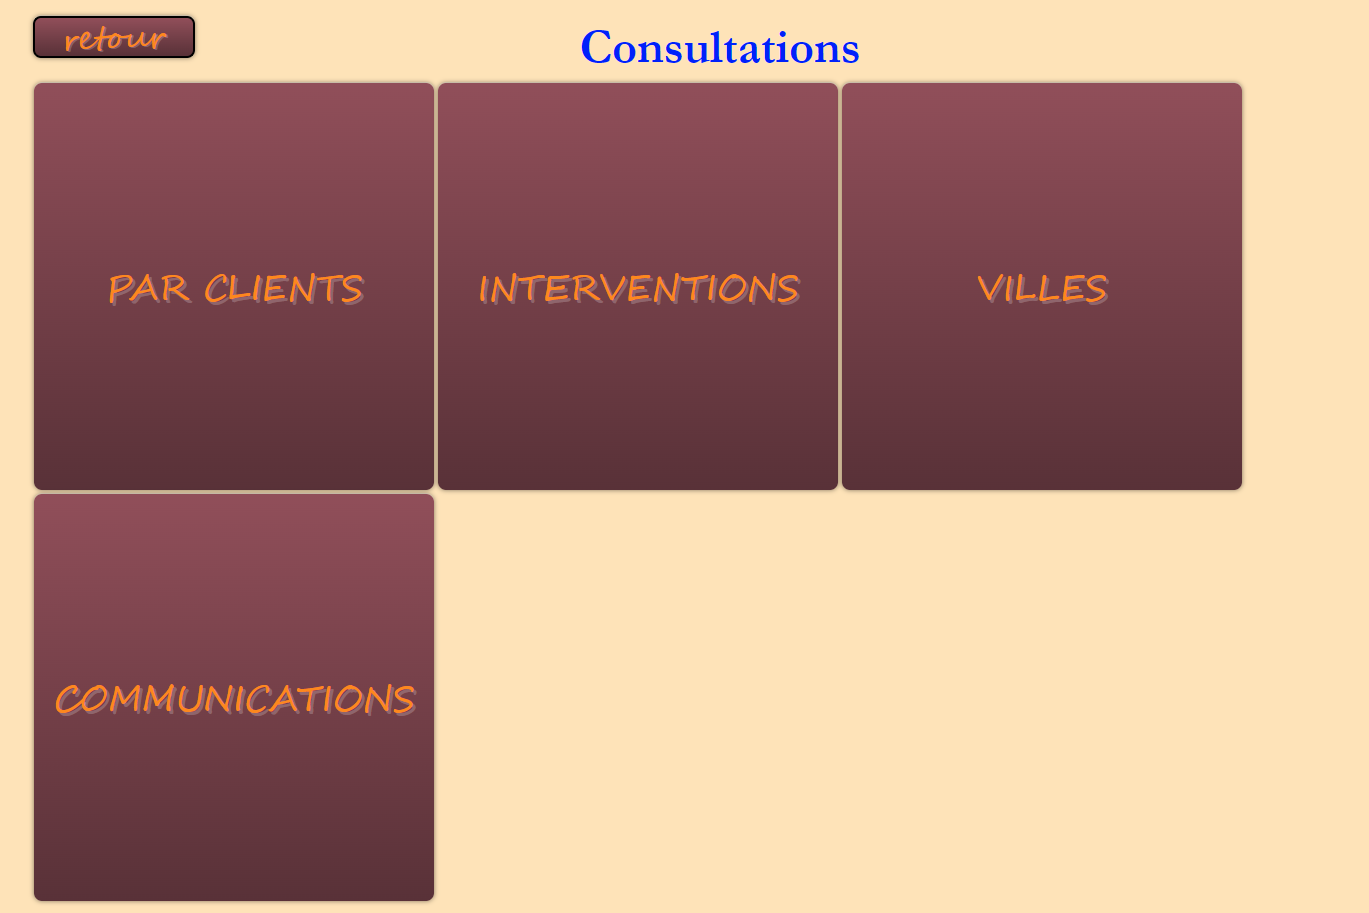 retour
Consultations
PAR CLIENTS
INTERVENTIONS
VILLES
COMMUNICATIONS